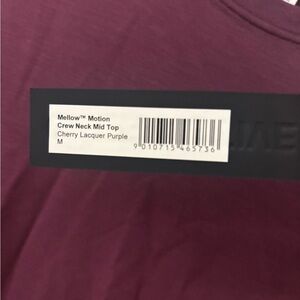 Mellow™ Motion
Crew Neck Mid Top
Cherry Lacquer Purple
M
9 010715 465736